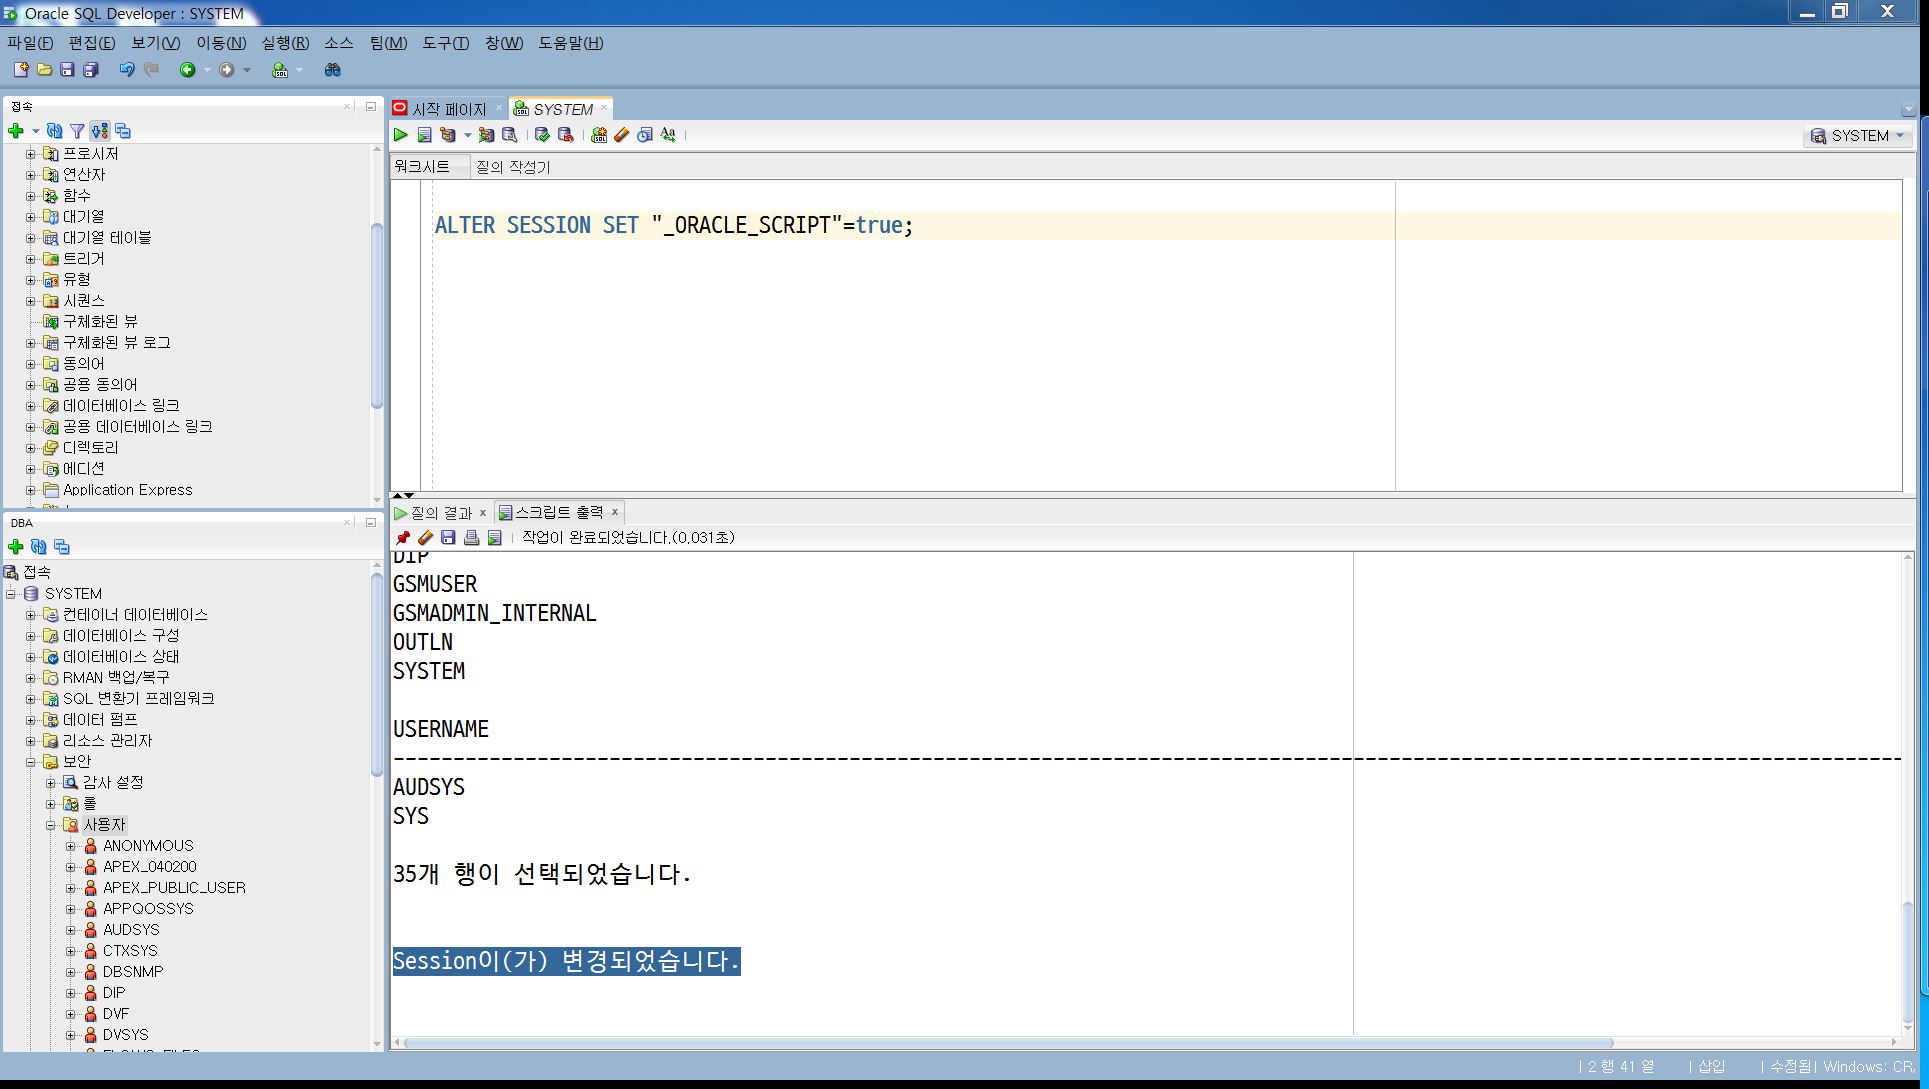 Oracle SQL Developer : SYSTEM
파일(F) 편집(E) 보기(V) 이동(N) 실행(R) 소스 팀(M) 도구(T) 창(W) 도움말(H)
접속
프로시저
연산자
함수
대기열
대기열 테이블
트리거
유형
시퀀스
구체화된 뷰
구체화된 뷰 로그
동의어
공용 동의어
데이터베이스 링크
공용 데이터베이스 링크
디렉토리
에디션
Application Express
DBA
접속
SYSTEM
컨테이너 데이터베이스
데이터베이스 구성
데이터베이스 상태
RMAN 백업/복구
SQL 변환기 프레임워크
데이터 펌프
리소스 관리자
보안
감사 설정
롤
사용자
ANONYMOUS
APEX_040200
APEX_PUBLIC_USER
APPQOSSYS
AUDSYS
CTXSYS
DBSNMP
DIP
DVF
DVSYS
시작 페이지 SYSTEM
SYSTEM
워크시트 질의 작성기
ALTER SESSION SET "_ORACLE_SCRIPT"=true;
질의 결과 스크립트 출력
작업이 완료되었습니다.(0.031초)
DIP
GSMUSER
GSMADMIN_INTERNAL
OUTLN
SYSTEM
USERNAME
--------------------------------------------------------------------------------------------------------------------------------
AUDSYS
SYS
35개 행이 선택되었습니다.
Session이(가) 변경되었습니다.
| 2 행 41 열 | 삽입 | 수정됨| Windows: CR,